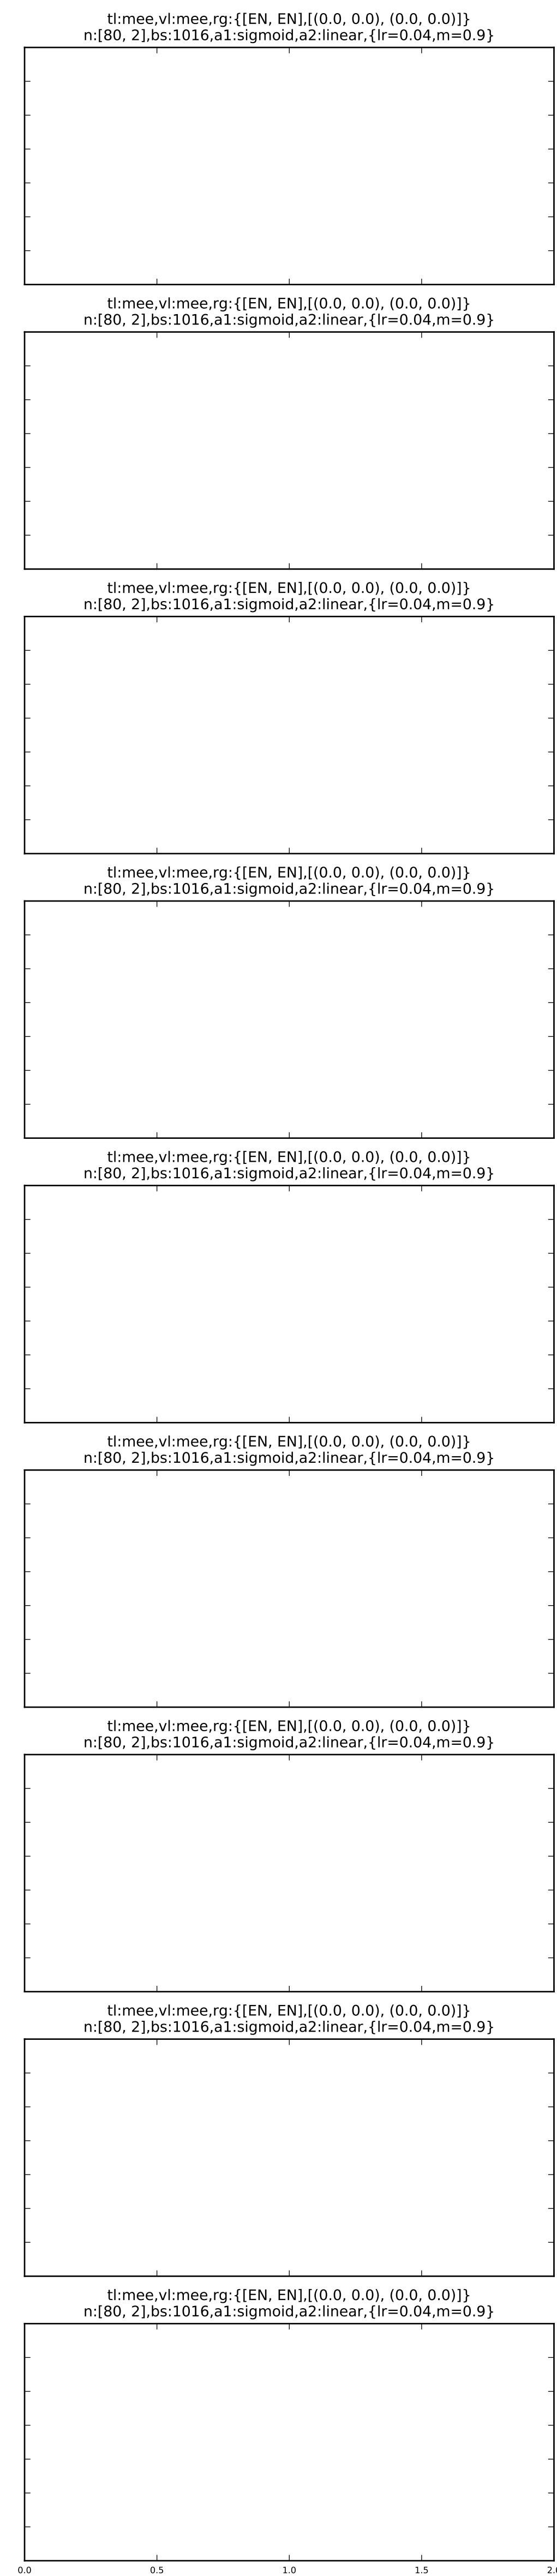 tl:mee,vl:mee,rg:{[EN, EN],[(0.0, 0.0), (0.0, 0.0)]}
n:[80, 2],bs:1016,a1:sigmoid,a2:linear,{lr=0.04,m=0.9}
tl:mee,vl:mee,rg:{[EN, EN],[(0.0, 0.0), (0.0, 0.0)]}
n:[80, 2],bs:1016,a1:sigmoid,a2:linear,{lr=0.04,m=0.9}
tl:mee,vl:mee,rg:{[EN, EN],[(0.0, 0.0), (0.0, 0.0)]}
n:[80, 2],bs:1016,a1:sigmoid,a2:linear,{lr=0.04,m=0.9}
tl:mee,vl:mee,rg:{[EN, EN],[(0.0, 0.0), (0.0, 0.0)]}
n:[80, 2],bs:1016,a1:sigmoid,a2:linear,{lr=0.04,m=0.9}
tl:mee,vl:mee,rg:{[EN, EN],[(0.0, 0.0), (0.0, 0.0)]}
n:[80, 2],bs:1016,a1:sigmoid,a2:linear,{lr=0.04,m=0.9}
tl:mee,vl:mee,rg:{[EN, EN],[(0.0, 0.0), (0.0, 0.0)]}
n:[80, 2],bs:1016,a1:sigmoid,a2:linear,{lr=0.04,m=0.9}
tl:mee,vl:mee,rg:{[EN, EN],[(0.0, 0.0), (0.0, 0.0)]}
n:[80, 2],bs:1016,a1:sigmoid,a2:linear,{lr=0.04,m=0.9}
tl:mee,vl:mee,rg:{[EN, EN],[(0.0, 0.0), (0.0, 0.0)]}
n:[80, 2],bs:1016,a1:sigmoid,a2:linear,{lr=0.04,m=0.9}
tl:mee,vl:mee,rg:{[EN, EN],[(0.0, 0.0), (0.0, 0.0)]}
n:[80, 2],bs:1016,a1:sigmoid,a2:linear,{lr=0.04,m=0.9}
0.0 0.5 1.0 1.5